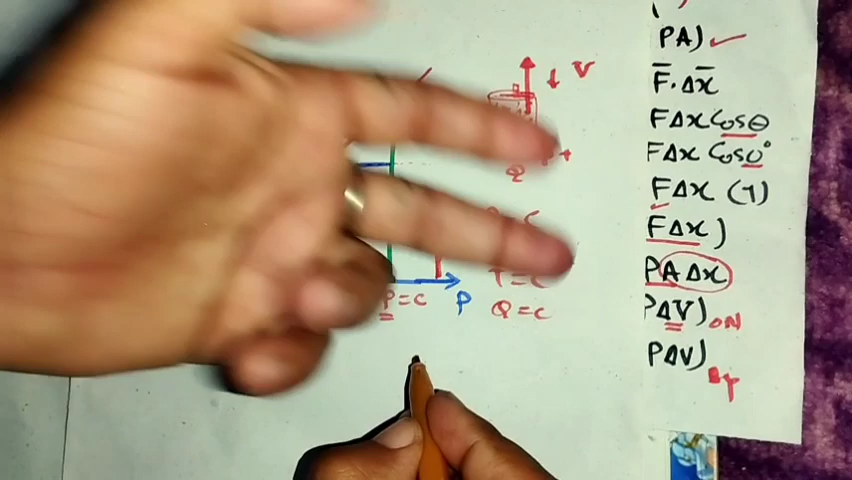 PA)
F̅·Δx̅
FΔx Cosθ
FΔx Cos0°
FΔx (1)
FΔx)
PAΔx
PΔV) ON
PΔV) By
V
Q
P=C
P
Q=C